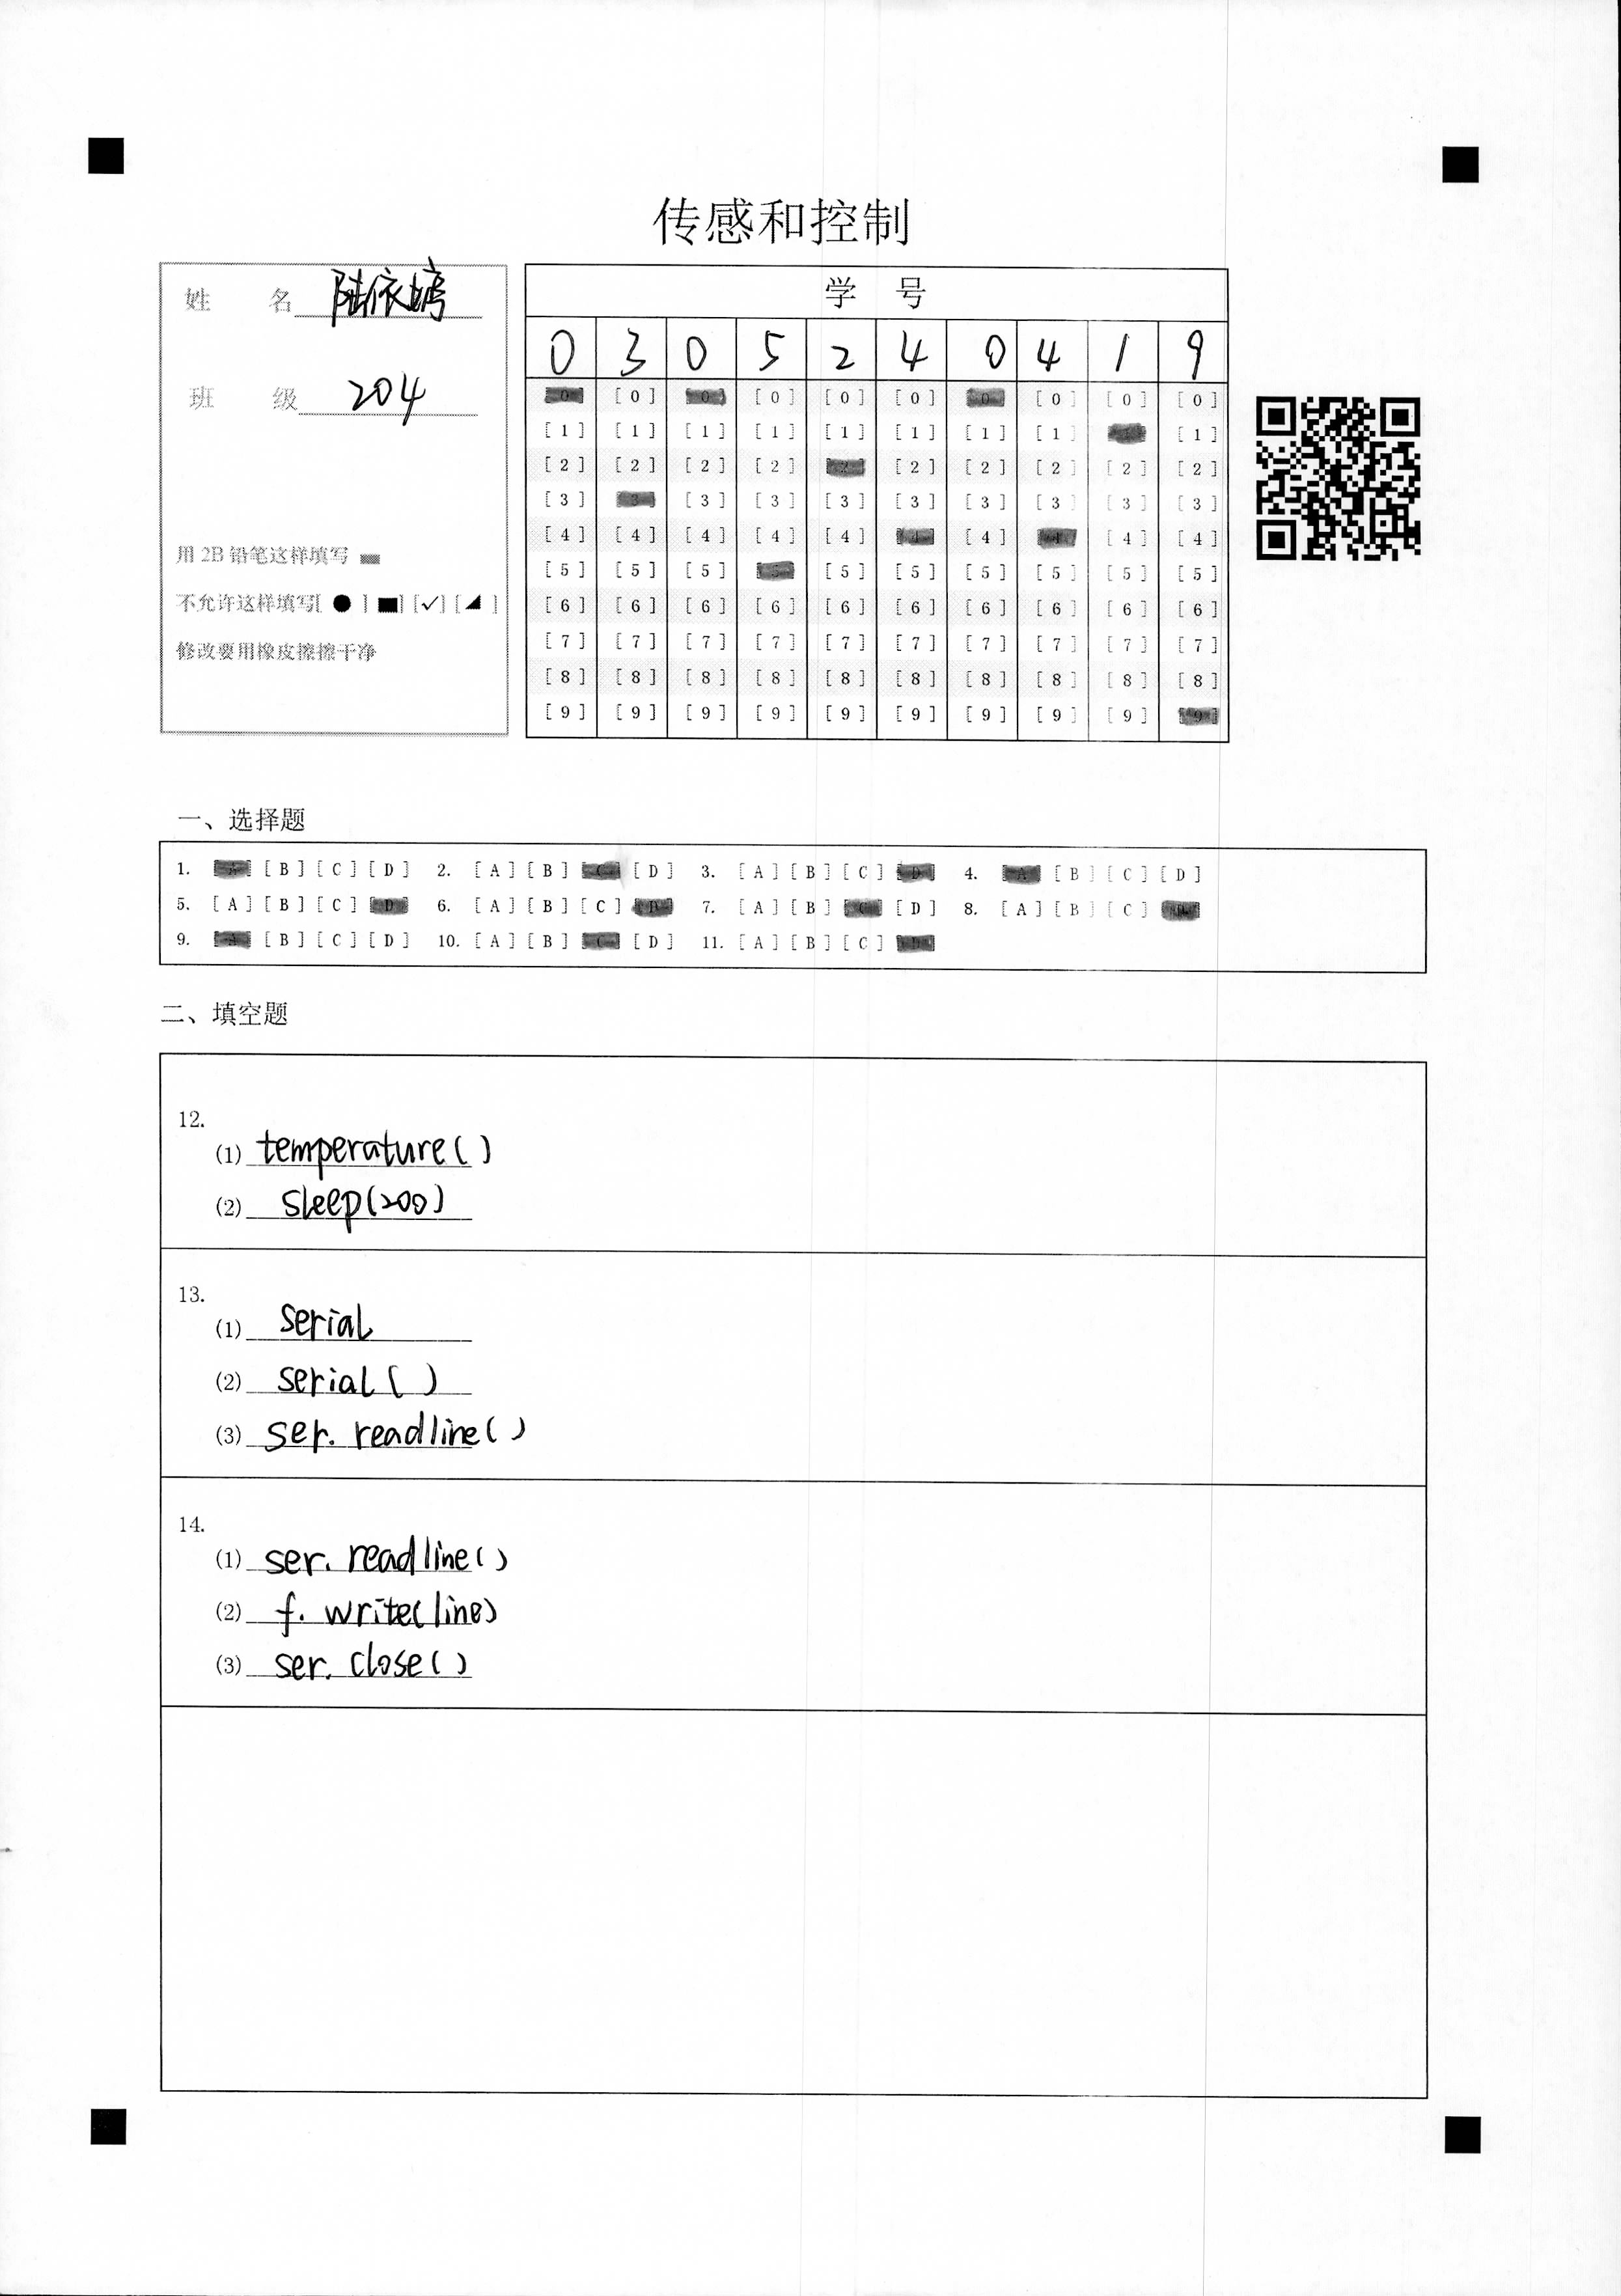 传感和控制
姓 名 陆依娉
班 级 204
用 2B 铅笔这样填写
不允许这样填写[ ● ] [■] [✓] [◢ ]
修改要用橡皮擦擦干净
学 号
0 3 0 5 2 4 0 4 1 9
[0] [0] [0] [0] [0] [0] [0] [0] [0] [0]
[1] [1] [1] [1] [1] [1] [1] [1] [1]
[2] [2] [2] [2] [2] [2] [2] [2] [2] [2]
[3] [3] [3] [3] [3] [3] [3] [3] [3] [3]
[4] [4] [4] [4] [4] [4] [4] [4] [4] [4]
[5] [5] [5] [5] [5] [5] [5] [5] [5] [5]
[6] [6] [6] [6] [6] [6] [6] [6] [6] [6]
[7] [7] [7] [7] [7] [7] [7] [7] [7] [7]
[8] [8] [8] [8] [8] [8] [8] [8] [8] [8]
[9] [9] [9] [9] [9] [9] [9] [9] [9] [9]
一、选择题
1. [A] [B] [C] [D] 2. [A] [B] [C] [D] 3. [A] [B] [C] [D] 4. [A] [B] [C] [D]
5. [A] [B] [C] [D] 6. [A] [B] [C] [D] 7. [A] [B] [C] [D] 8. [A] [B] [C] [D]
9. [A] [B] [C] [D] 10. [A] [B] [C] [D] 11. [A] [B] [C] [D]
二、填空题
12.
(1) temperature()
(2) sleep(200)
13.
(1) serial
(2) serial()
(3) ser. readline()
14.
(1) ser. readline()
(2) f. write(line)
(3) ser. close()